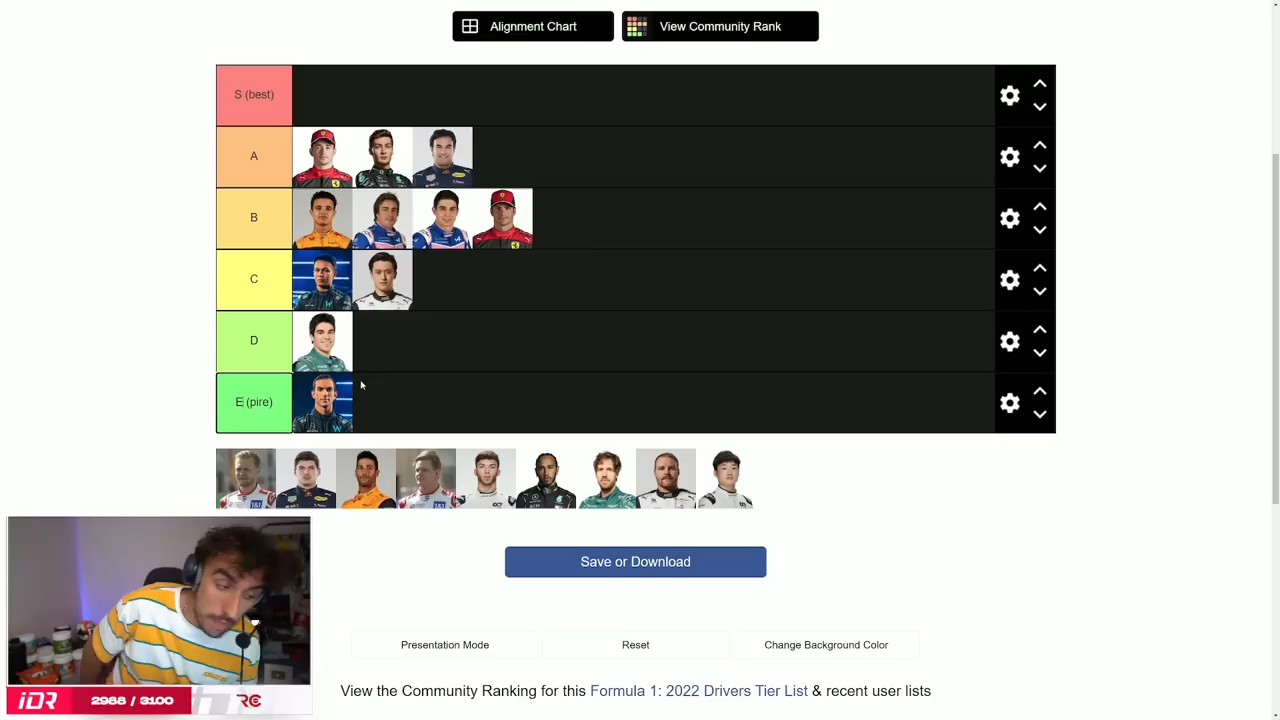 Alignment Chart
View Community Rank
S (best)
A
B
C
D
E (pire)
Save or Download
Presentation Mode
Reset
Change Background Color
View the Community Ranking for this Formula 1: 2022 Drivers Tier List & recent user lists
iDR
2988 / 3100